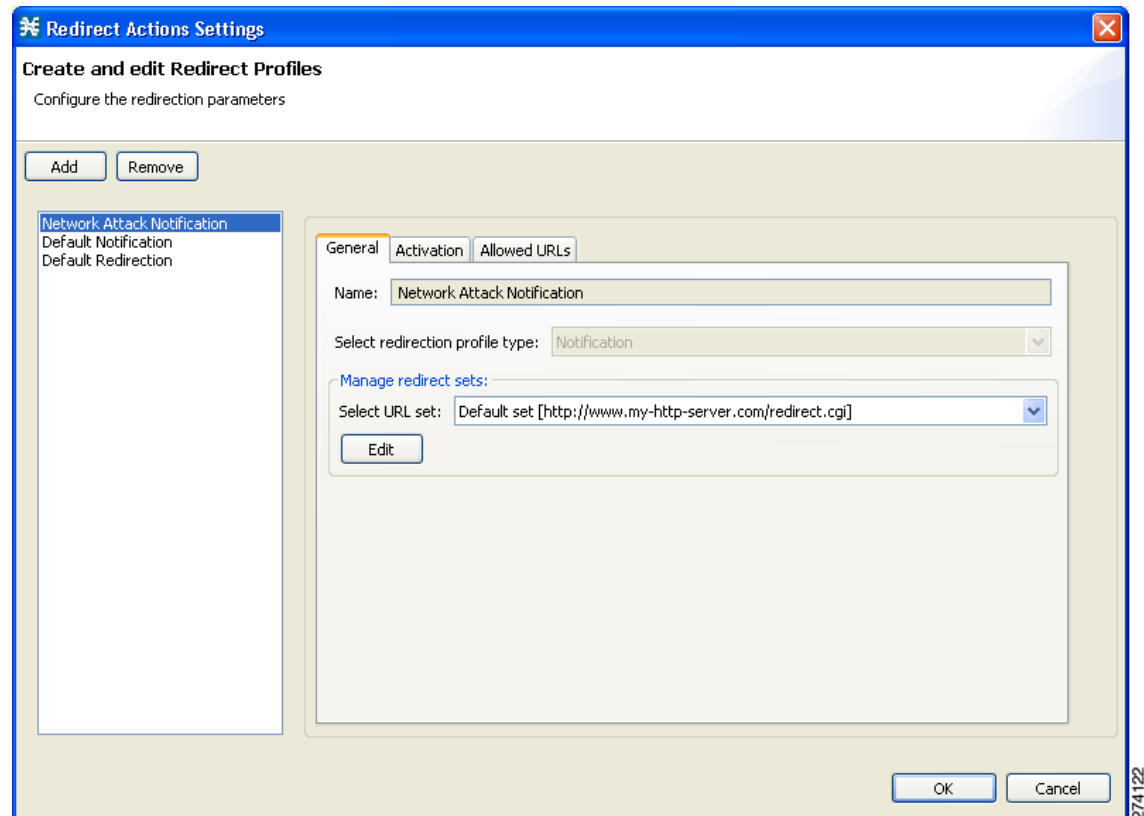 Redirect Actions Settings
Create and edit Redirect Profiles
Configure the redirection parameters
Add Remove
Network Attack Notification
Default Notification
Default Redirection
General Activation Allowed URLs
Name: Network Attack Notification
Select redirection profile type: Notification
Manage redirect sets:
Select URL set: Default set [http://www.my-http-server.com/redirect.cgi]
Edit
OK Cancel
274122